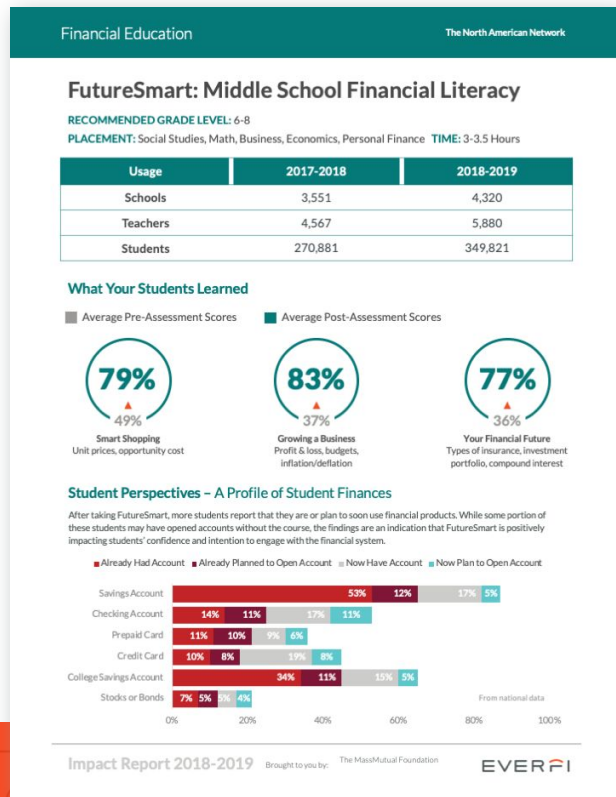 Financial Education
The North American Network
FutureSmart: Middle School Financial Literacy
RECOMMENDED GRADE LEVEL: 6-8
PLACEMENT: Social Studies, Math, Business, Economics, Personal Finance TIME: 3-3.5 Hours
Usage 2017-2018 2018-2019
Schools 3,551 4,320
Teachers 4,567 5,880
Students 270,881 349,821
What Your Students Learned
Average Pre-Assessment Scores Average Post-Assessment Scores
79% 83% 77%
49% 37% 36%
Smart Shopping Growing a Business Your Financial Future
Unit prices, opportunity cost Profit & loss, budgets, Types of insurance, investment
inflation/deflation portfolio, compound interest
Student Perspectives – A Profile of Student Finances
After taking FutureSmart, more students report that they are or plan to soon use financial products. While some portion of
these students may have opened accounts without the course, the findings are an indication that FutureSmart is positively
impacting students' confidence and intention to engage with the financial system.
Already Had Account Already Planned to Open Account Now Have Account Now Plan to Open Account
Savings Account 53% 12% 17% 5%
Checking Account 14% 11% 17% 11%
Prepaid Card 11% 10% 9% 6%
Credit Card 10% 8% 19% 8%
College Savings Account 34% 11% 15% 5%
Stocks or Bonds 7% 5% 5% 4% From national data
0% 20% 40% 60% 80% 100%
Impact Report 2018-2019 Brought to you by: The MassMutual Foundation EVERFI